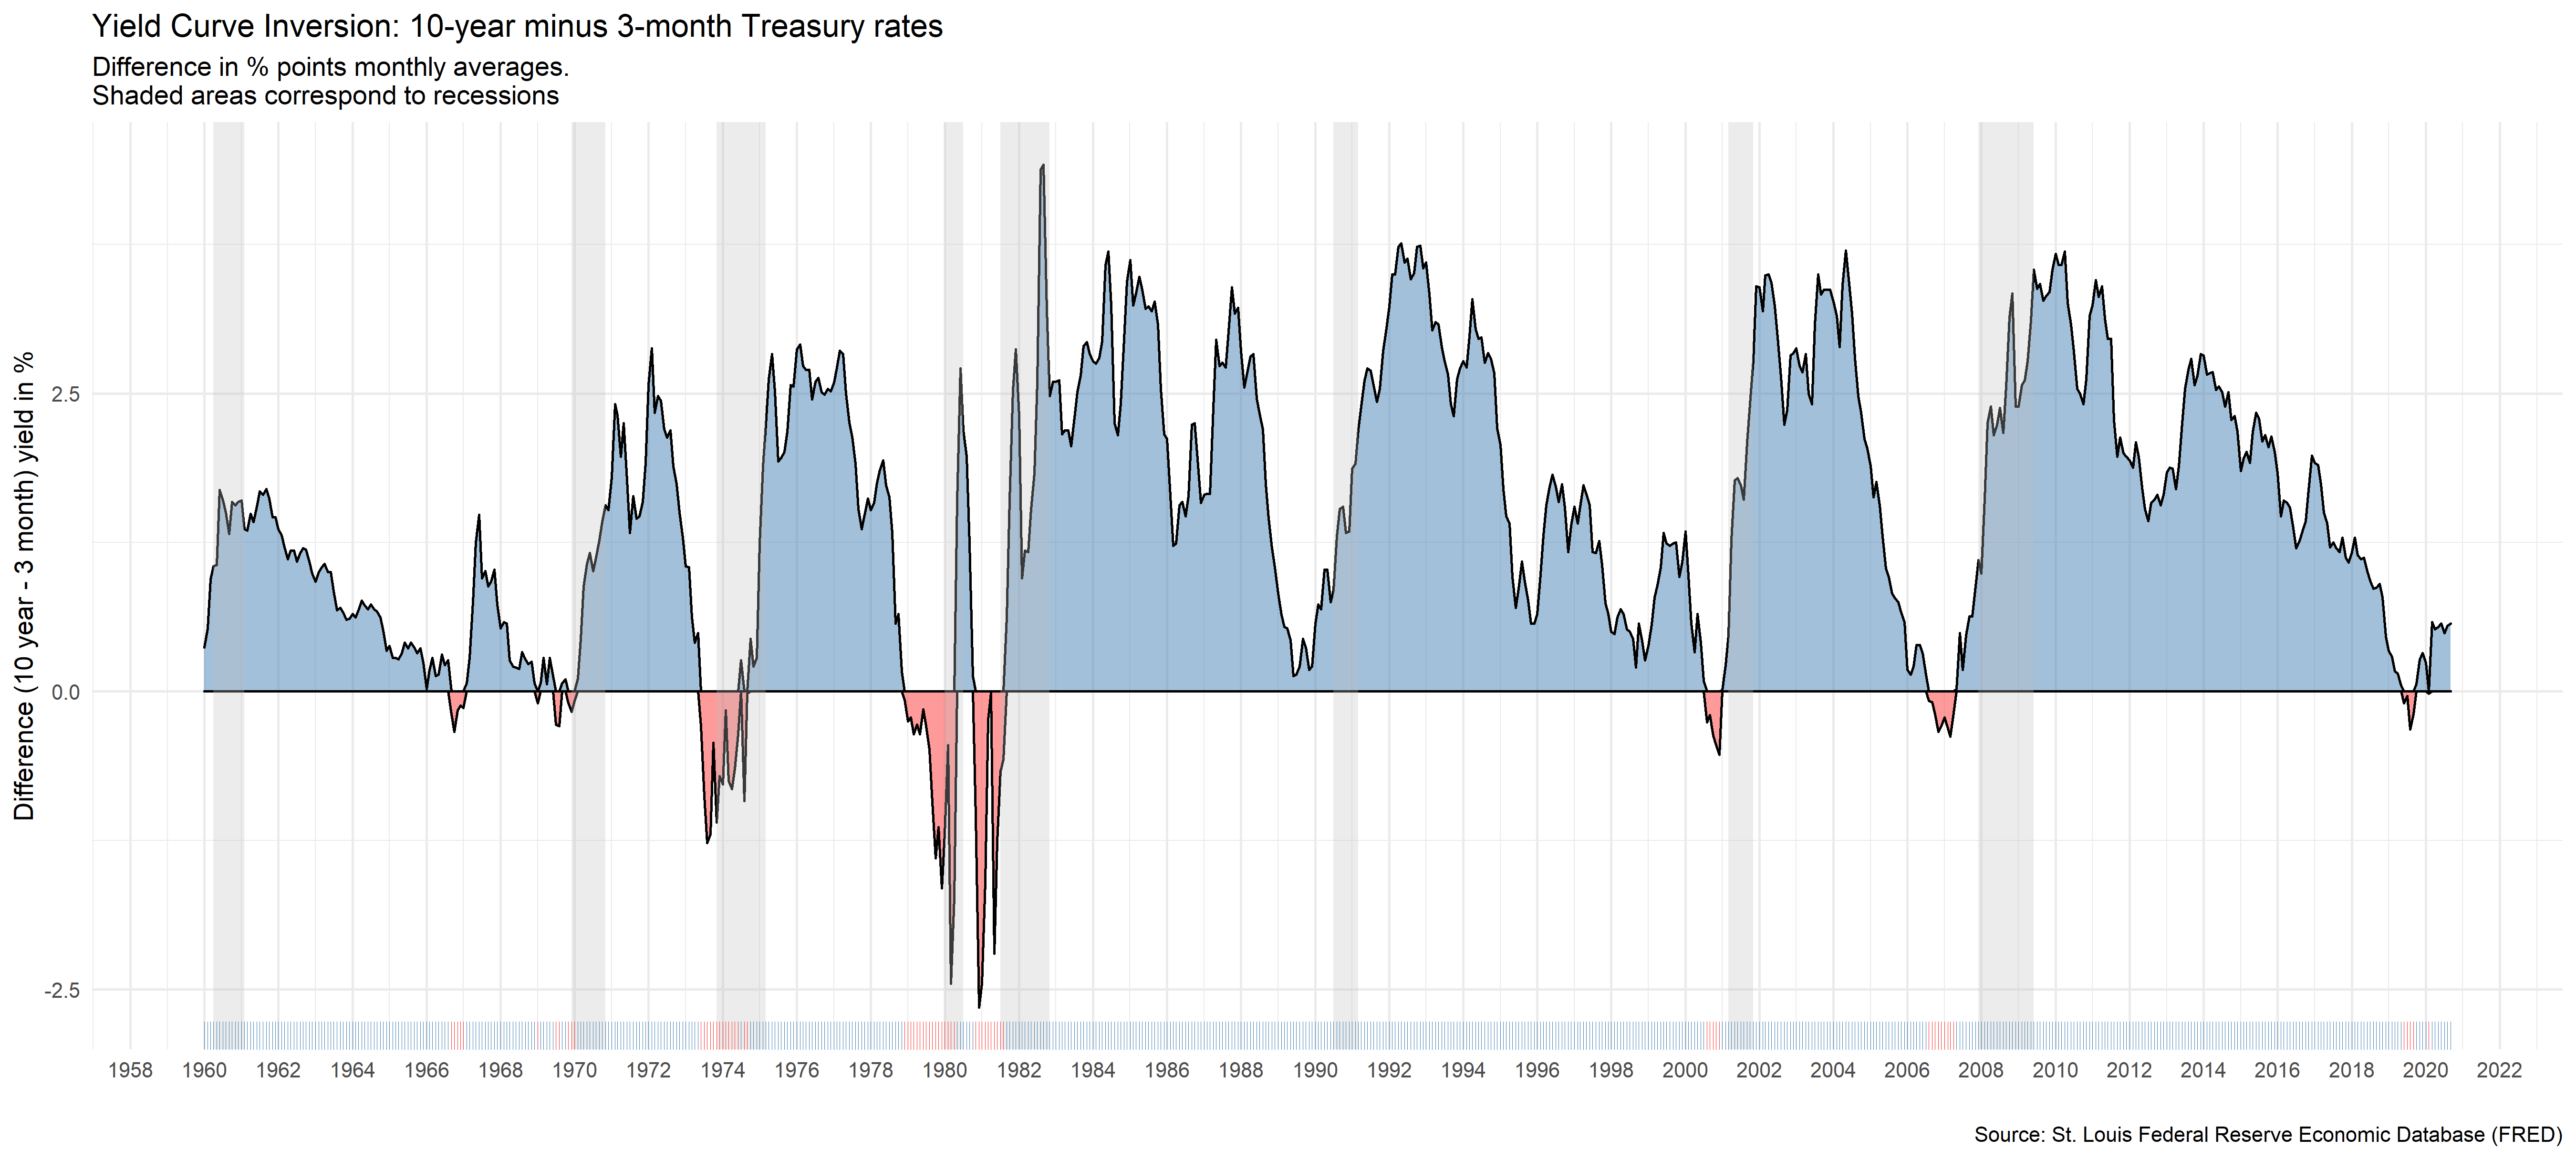 Yield Curve Inversion: 10-year minus 3-month Treasury rates
Difference in % points monthly averages.
Shaded areas correspond to recessions
Difference (10 year - 3 month) yield in %
2.5
0.0
-2.5
1958 1960 1962 1964 1966 1968 1970 1972 1974 1976 1978 1980 1982 1984 1986 1988 1990 1992 1994 1996 1998 2000 2002 2004 2006 2008 2010 2012 2014 2016 2018 2020 2022
Source: St. Louis Federal Reserve Economic Database (FRED)